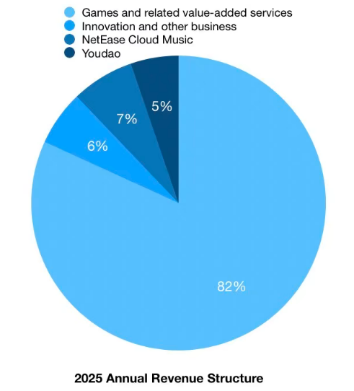 Games and related value-added services
Innovation and other business
NetEase Cloud Music
Youdao
5%
7%
6%
82%
2025 Annual Revenue Structure